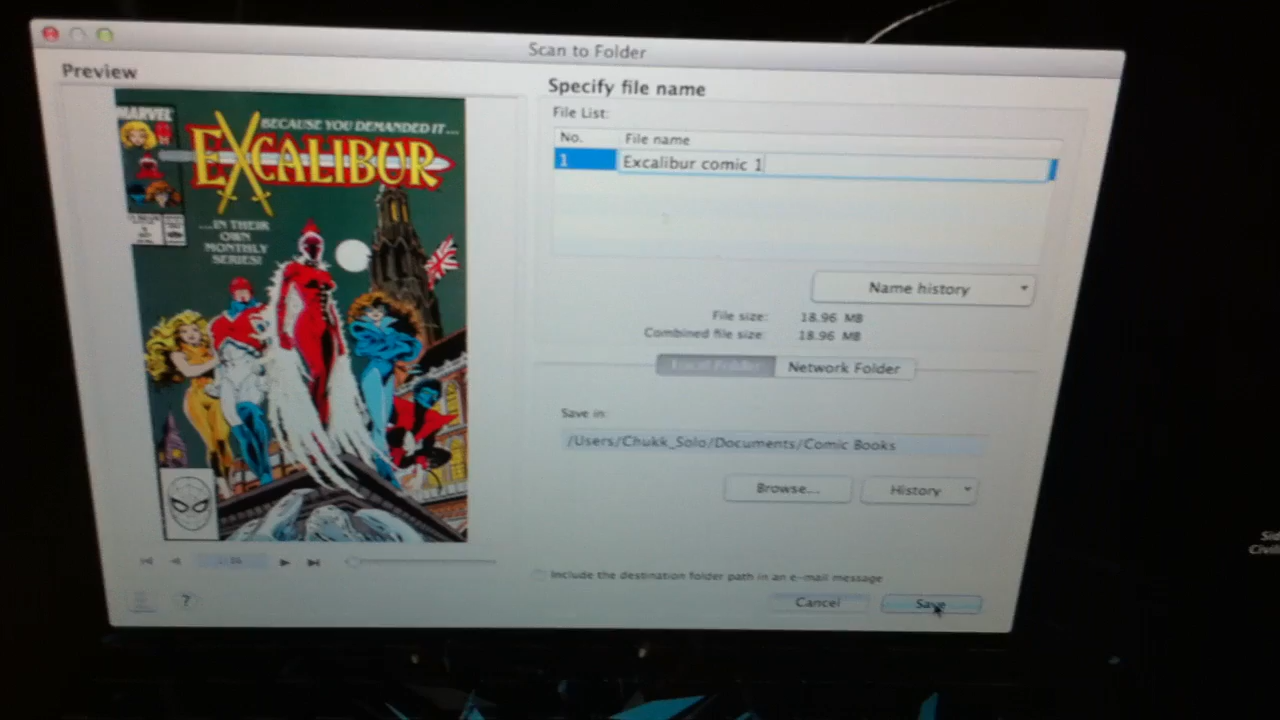 Scan to Folder
Preview
Specify file name
File List:
No.
File name
1
Excalibur comic 1
MARVEL
BECAUSE YOU DEMANDED IT...
EXCALIBUR
...IN THEIR
OWN
MONTHLY
SERIES!
Name history
File size:
18.96 MB
Combined file size:
18.96 MB
Local Folder
Network Folder
Save in:
/Users/Chukk_Solo/Documents/Comic Books
Browse...
History
Include the destination folder path in an e-mail message
?
Cancel
Save